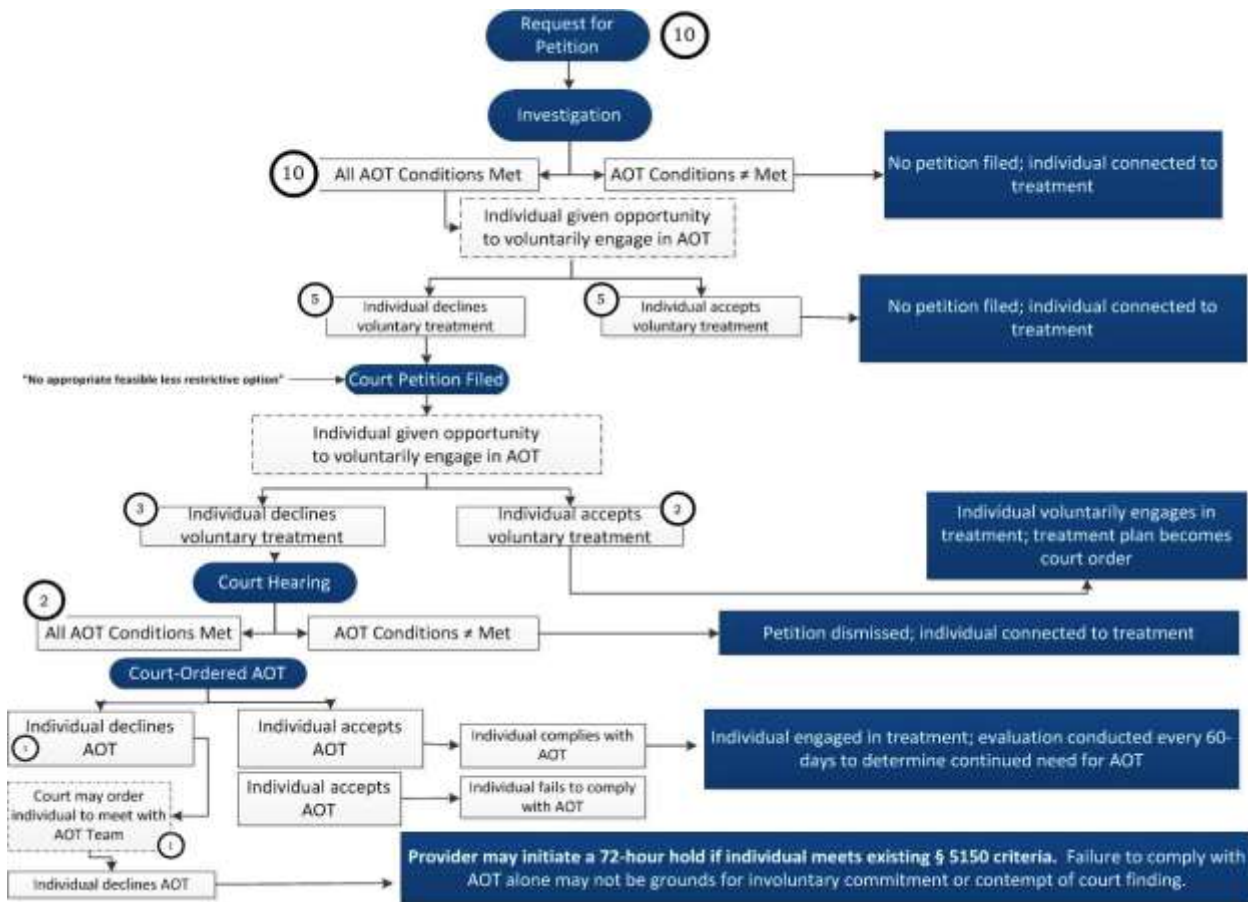 Request for
Petition
10
Investigation
10
All AOT Conditions Met
AOT Conditions ≠ Met
No petition filed; individual connected to
treatment
Individual given opportunity
to voluntarily engage in AOT
5
Individual declines
voluntary treatment
5
Individual accepts
voluntary treatment
No petition filed; individual connected to
treatment
"No appropriate feasible less restrictive option"
Court Petition Filed
Individual given opportunity
to voluntarily engage in AOT
3
Individual declines
voluntary treatment
Individual accepts
voluntary treatment
2
Individual voluntarily engages in
treatment; treatment plan becomes
court order
Court Hearing
2
All AOT Conditions Met
AOT Conditions ≠ Met
Petition dismissed; individual connected to treatment
Court-Ordered AOT
Individual declines
AOT
Individual accepts
AOT
Individual complies with
AOT
Individual engaged in treatment; evaluation conducted every 60-
days to determine continued need for AOT
Individual accepts
AOT
Individual fails to comply
with AOT
Court may order
individual to meet with
AOT Team
1
Individual declines AOT
Provider may initiate a 72-hour hold if individual meets existing § 5150 criteria. Failure to comply with
AOT alone may not be grounds for involuntary commitment or contempt of court finding.